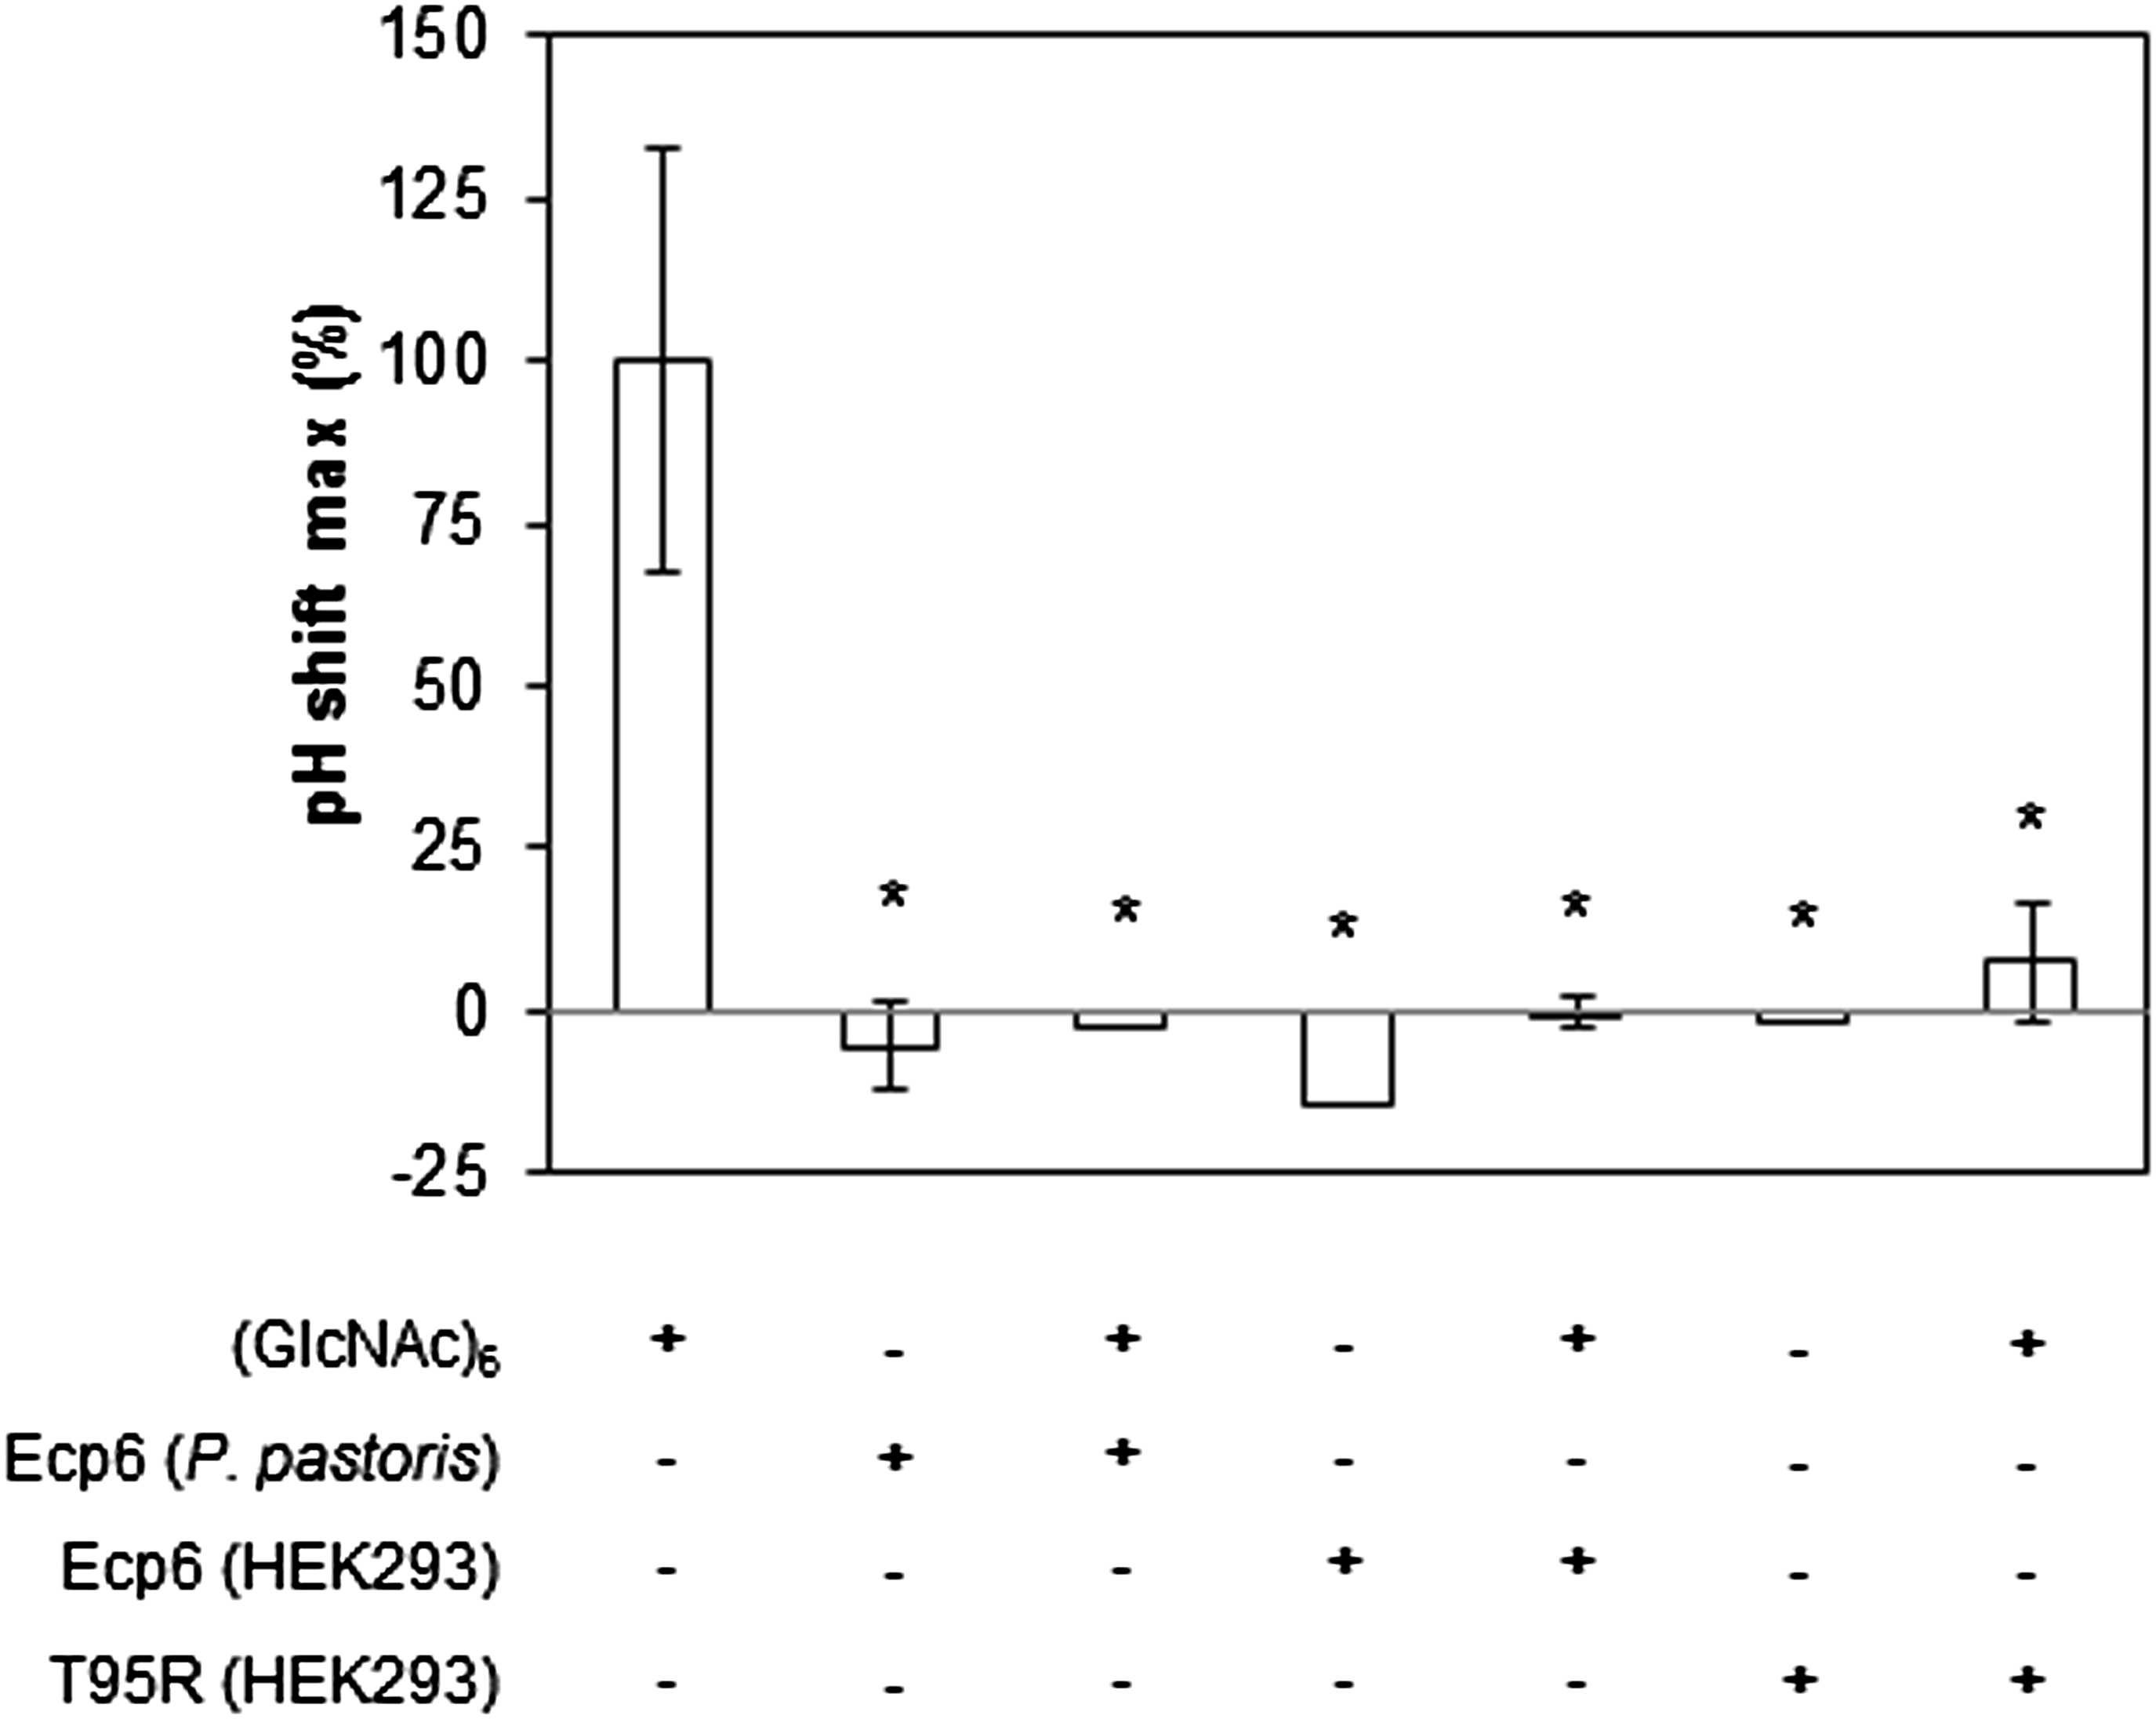 150
125
100
75
50
25
0
-25
pH shift max (%)
* * * * * *
(GlcNAc)6 + - + - + - +
Ecp6 (P. pastoris) - + + - - - -
Ecp6 (HEK293) - - - + + - -
T95R (HEK293) - - - - - + +